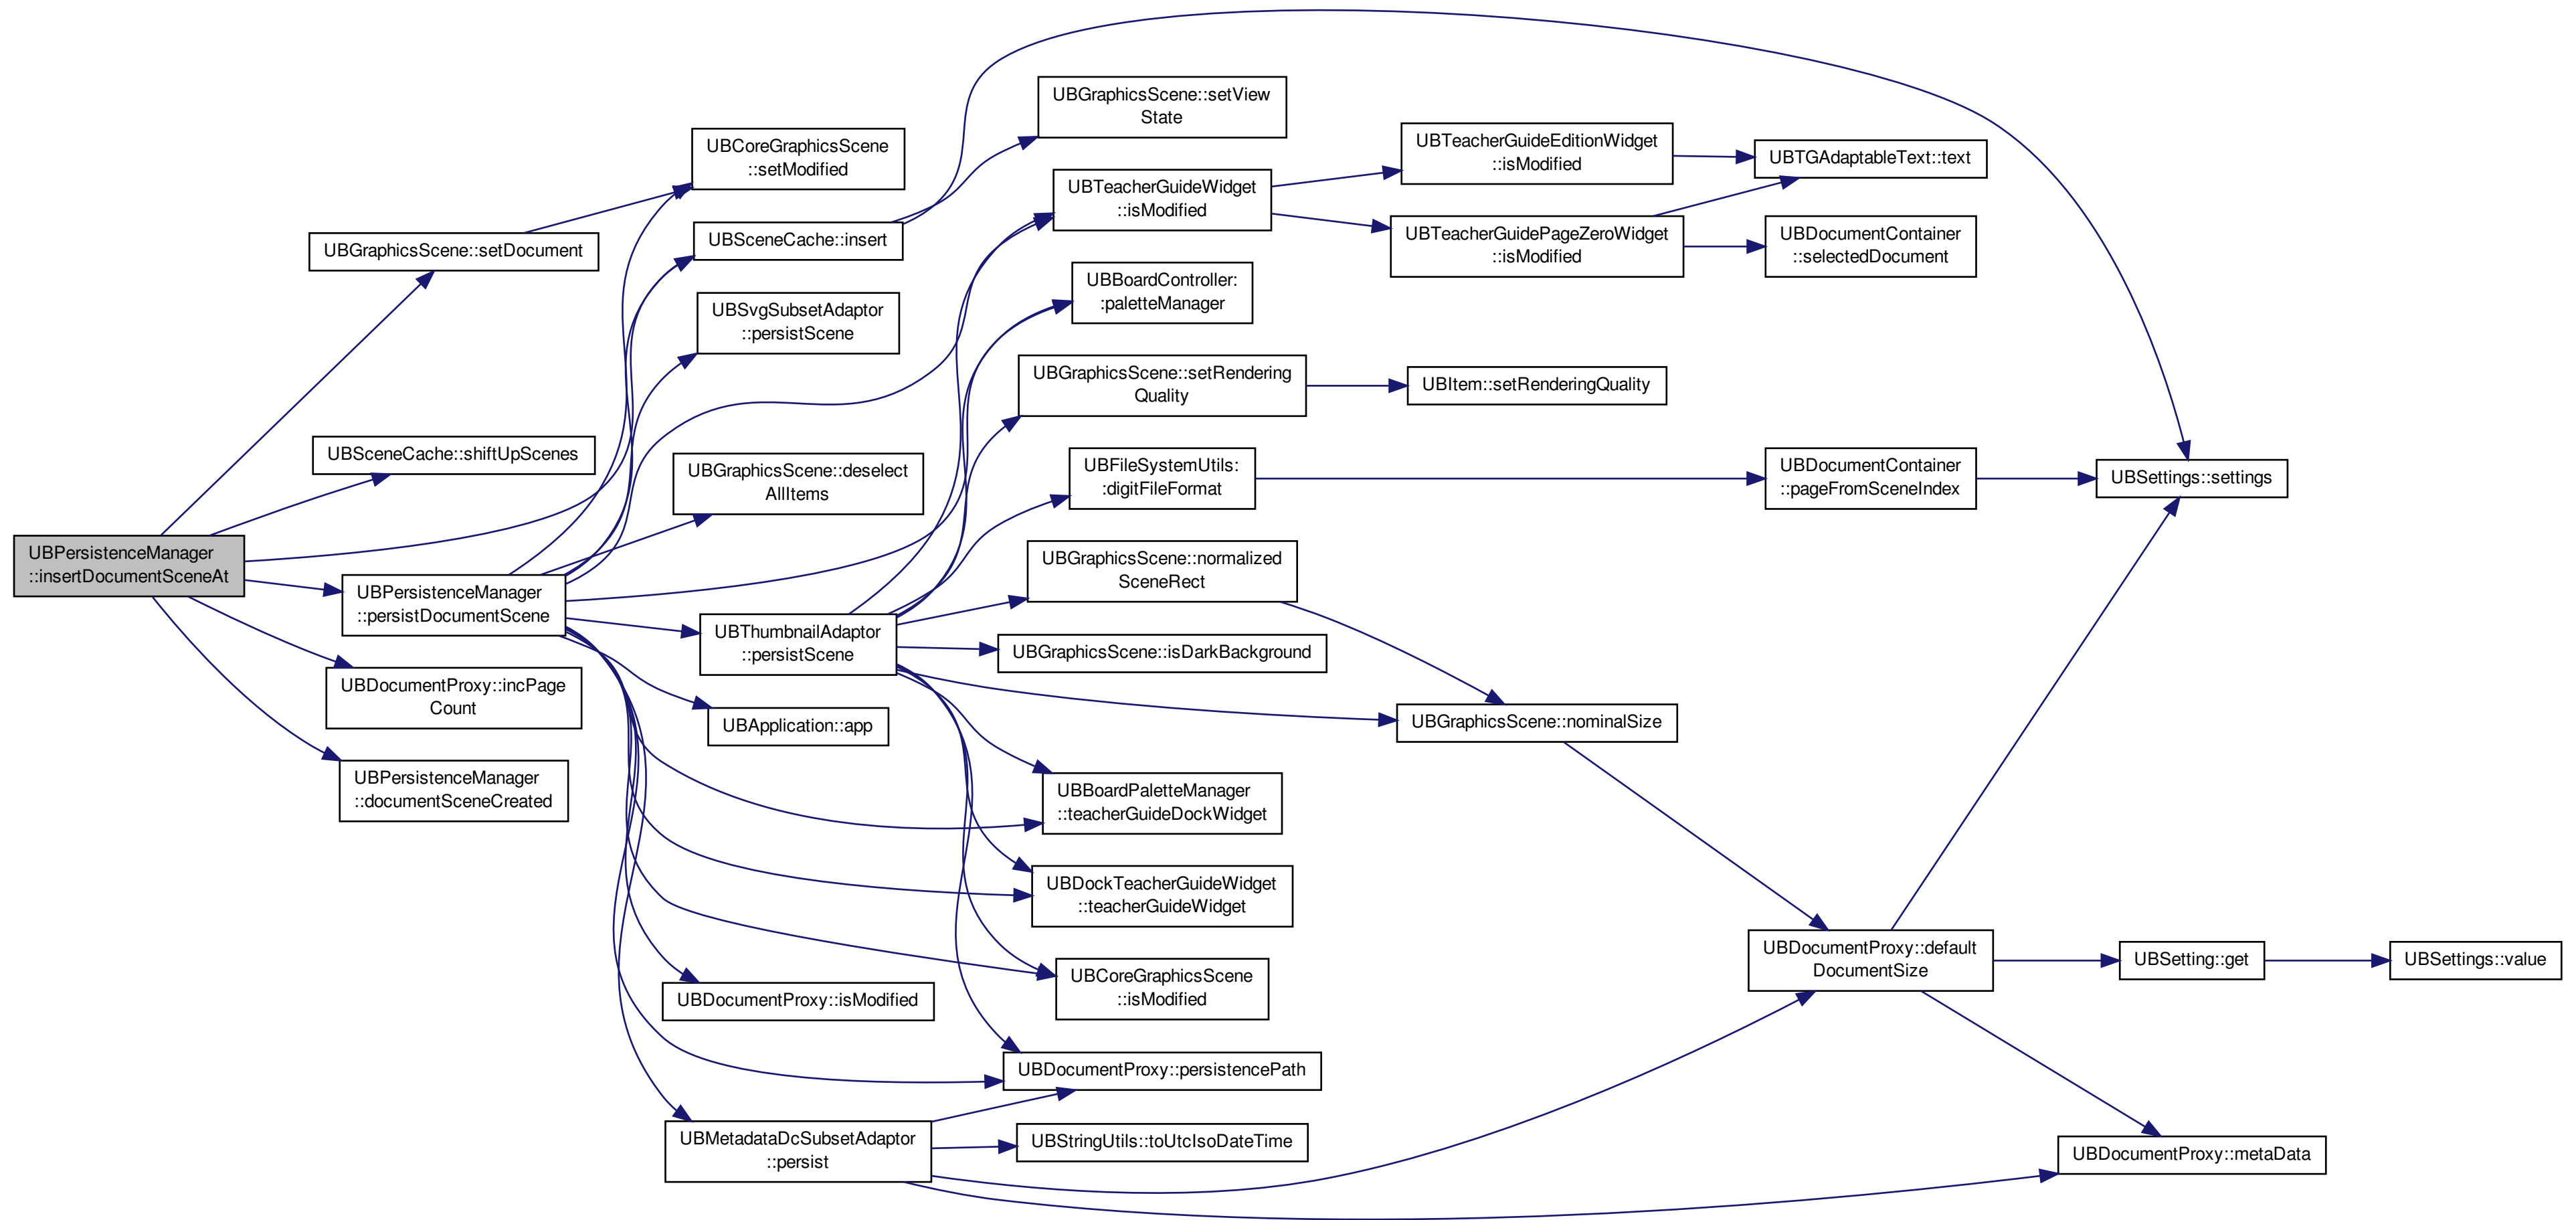 UBPersistenceManager
::insertDocumentSceneAt
UBGraphicsScene::setDocument
UBSceneCache::shiftUpScenes
UBPersistenceManager
::persistDocumentScene
UBDocumentProxy::incPage
Count
UBPersistenceManager
::documentSceneCreated
UBCoreGraphicsScene
::setModified
UBSceneCache::insert
UBSvgSubsetAdaptor
::persistScene
UBGraphicsScene::deselect
AllItems
UBThumbnailAdaptor
::persistScene
UBApplication::app
UBDocumentProxy::isModified
UBMetadataDcSubsetAdaptor
::persist
UBGraphicsScene::setView
State
UBTeacherGuideWidget
::isModified
UBBoardController:
:paletteManager
UBGraphicsScene::setRendering
Quality
UBFileSystemUtils:
:digitFileFormat
UBGraphicsScene::normalized
SceneRect
UBGraphicsScene::isDarkBackground
UBBoardPaletteManager
::teacherGuideDockWidget
UBDockTeacherGuideWidget
::teacherGuideWidget
UBCoreGraphicsScene
::isModified
UBDocumentProxy::persistencePath
UBStringUtils::toUtcIsoDateTime
UBTeacherGuideEditionWidget
::isModified
UBTeacherGuidePageZeroWidget
::isModified
UBItem::setRenderingQuality
UBGraphicsScene::nominalSize
UBTGAdaptableText::text
UBDocumentContainer
::selectedDocument
UBDocumentContainer
::pageFromSceneIndex
UBDocumentProxy::default
DocumentSize
UBSettings::settings
UBSetting::get
UBDocumentProxy::metaData
UBSettings::value